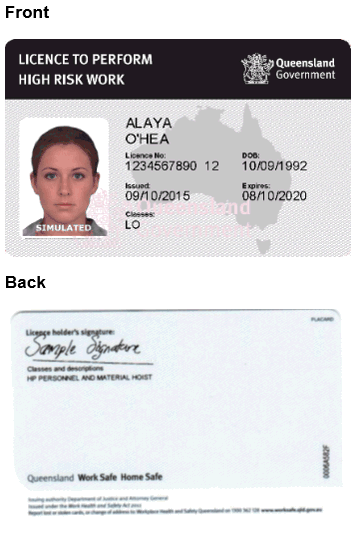 Front
LICENCE TO PERFORM
HIGH RISK WORK
Queensland
Government
ALAYA
O'HEA
Licence No:
DOB:
1234567890 12
10/09/1992
Issued:
Expires:
09/10/2015
08/10/2020
Classes:
LO
SIMULATED
Queensland
Back
PLACARD
Licence holder's signature:
Sample Signature
Classes and descriptions
HP PERSONNEL AND MATERIAL HOIST
Queensland Work Safe Home Safe
Issuing authority Department of Justice and Attorney General
Issued under the Work Health and Safety Act 2011
Report lost or stolen cards, or change of address to Workplace Health and Safety Queensland on 1300 362 128 www.worksafe.qld.gov.au